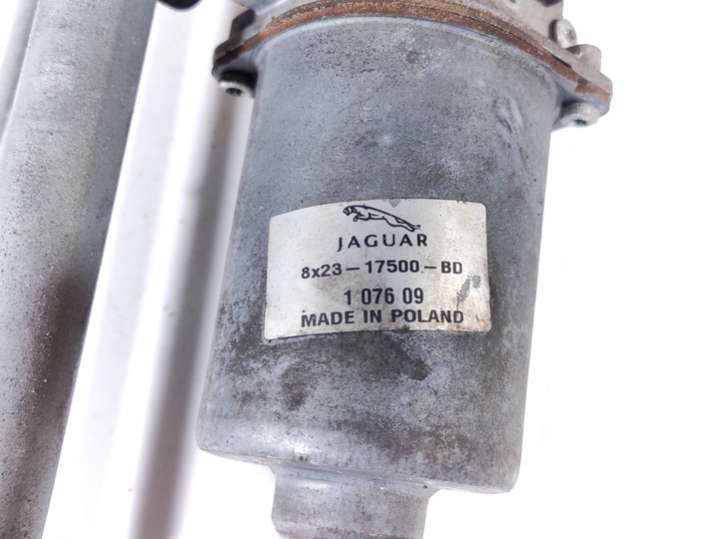 JAGUAR
8x23-17500-BD
1 076 09
MADE IN POLAND